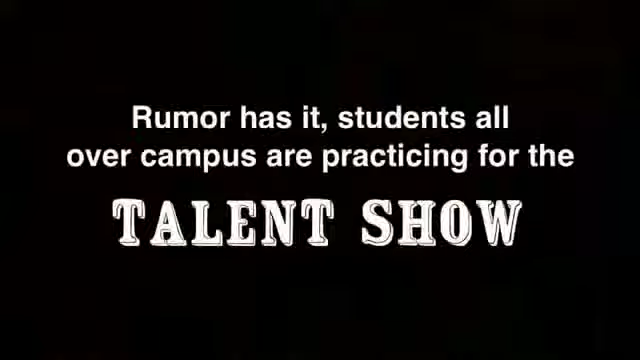 Rumor has it, students all
over campus are practicing for the
TALENT SHOW